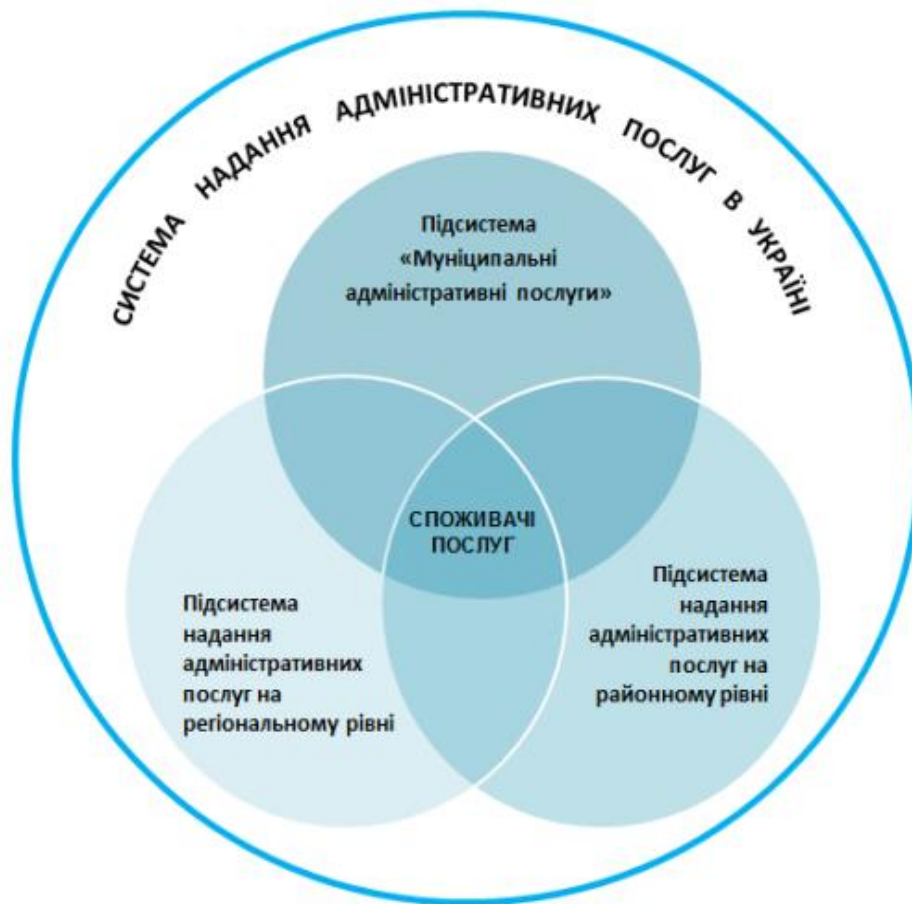 СИСТЕМА НАДАННЯ АДМІНІСТРАТИВНИХ ПОСЛУГ В УКРАЇНІ
Підсистема
«Муніципальні
адміністративні послуги»
СПОЖИВАЧІ
ПОСЛУГ
Підсистема
надання
адміністративних
послуг на
регіональному рівні
Підсистема
надання
адміністративних
послуг на
районному рівні